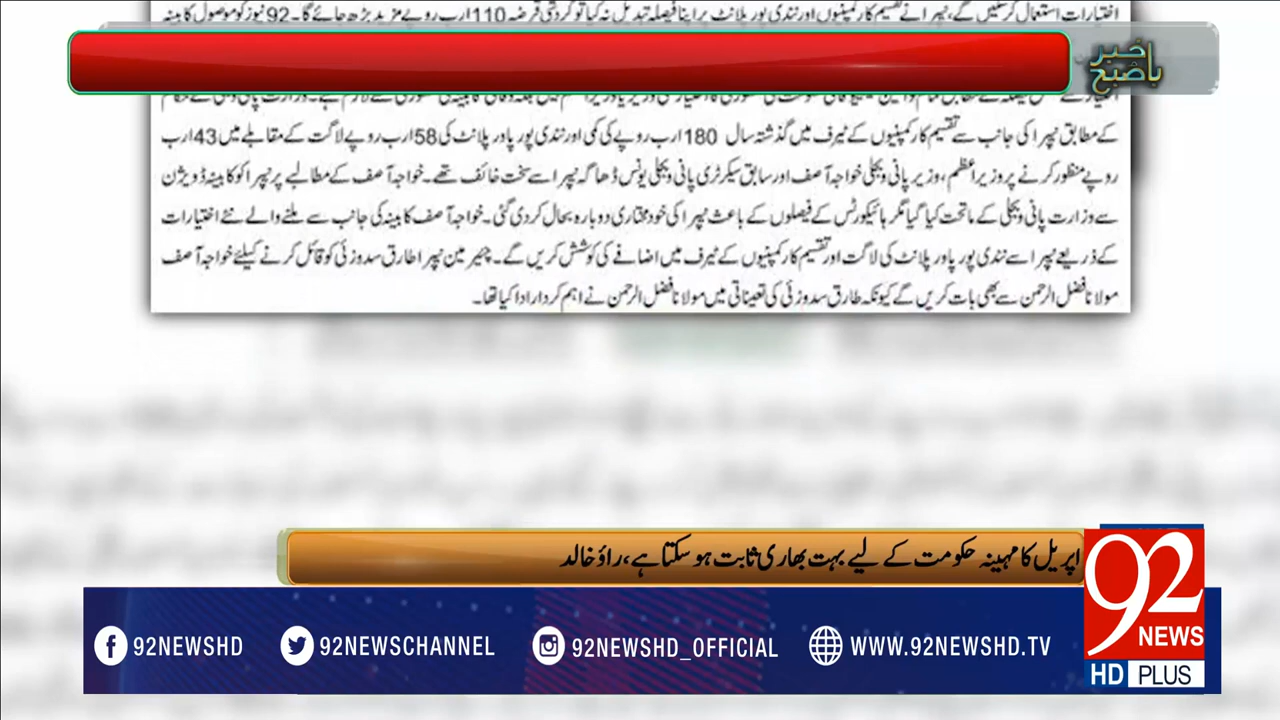 اختیارات استعمال کر سکیں گے، نیپرا نے تقسیم کار کمپنیوں اور نندی پور پلانٹ پر اپنا فیصلہ تبدیل نہ کیا تو گردشی قرضہ 110 ارب روپے مزید بڑھ جائے گا۔ 92 نیوز کو موصول کابینہ
خبر
باصبح
کے مطابق نیپرا کی جانب سے تقسیم کار کمپنیوں کے ٹیرف میں گذشتہ سال 180 ارب روپے کی کمی اور نندی پور پاور پلانٹ کی 58 ارب روپے لاگت کے مقابلے میں 43 ارب
روپے منظور کرنے پر وزیراعظم، وزیر پانی و بجلی خواجہ آصف اور سابق سیکرٹری پانی و بجلی یونس ڈھاگہ نیپرا سے سخت خائف تھے۔ خواجہ آصف کے مطالبے پر نیپرا کو کابینہ ڈویژن
سے وزارت پانی و بجلی کے ماتحت کیا گیا مگر ہائیکورٹس کے فیصلوں کے باعث نیپرا کی خود مختاری دوبارہ بحال کر دی گئی۔ خواجہ آصف کابینہ کی جانب سے ملنے والے نئے اختیارات
کے ذریعے نیپرا سے نندی پور پاور پلانٹ کی لاگت اور تقسیم کار کمپنیوں کے ٹیرف میں اضافے کی کوشش کریں گے۔ چیئرمین نیپرا طارق سدوزئی کو قائل کرنے کیلئے خواجہ آصف
مولانا فضل الرحمن سے بھی بات کریں گے کیونکہ طارق سدوزئی کی تعیناتی میں مولانا فضل الرحمن نے اہم کردار ادا کیا تھا۔
اپریل کا مہینہ حکومت کے لیے بہت بھاری ثابت ہو سکتا ہے، راؤ خالد
92NEWSHD 92NEWSCHANNEL 92NEWSHD_OFFICIAL WWW.92NEWSHD.TV
92
NEWS
HD PLUS